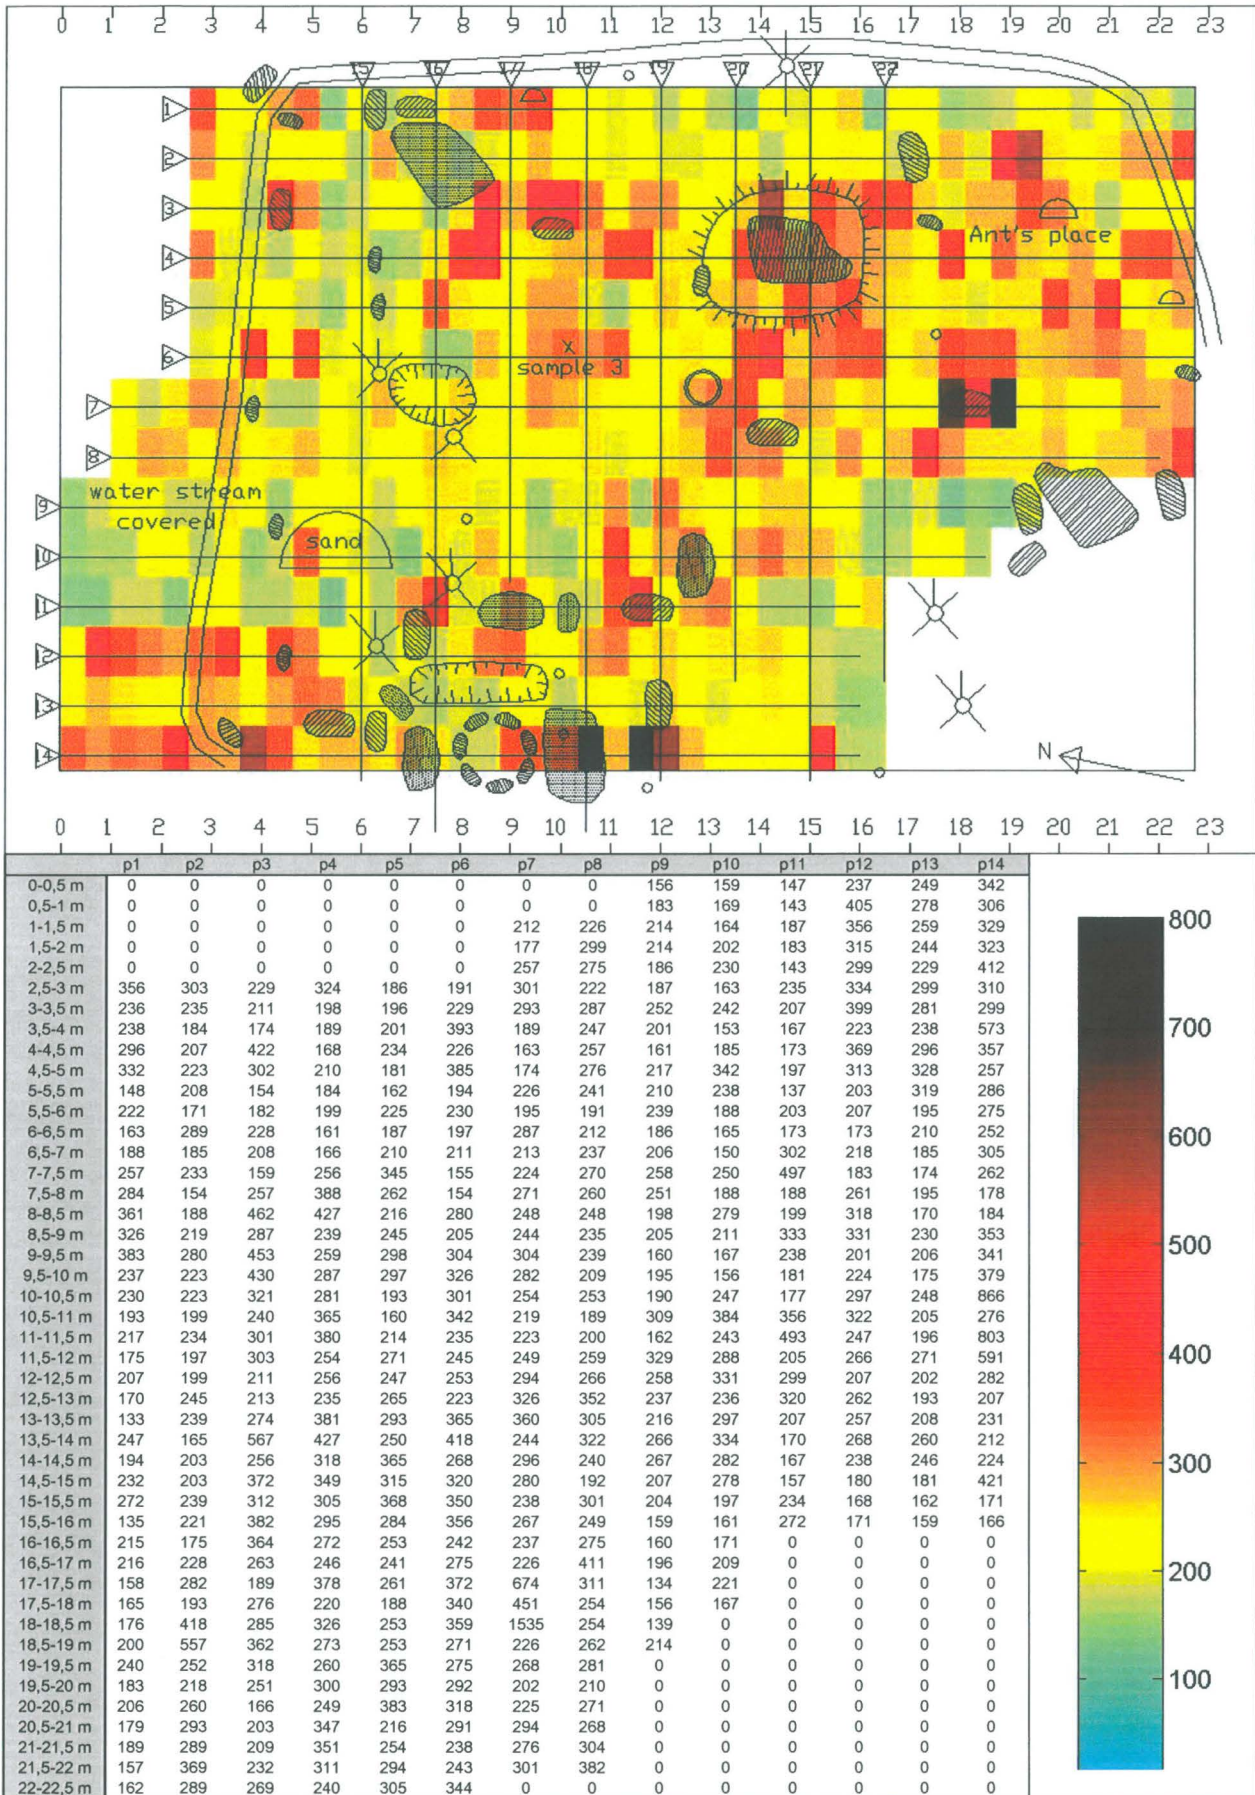 0 1 2 3 4 5 6 7 8 9 10 11 12 13 14 15 16 17 18 19 20 21 22 23
15 16 17 18 19 20 21 22
1
2
3
Ant's place
4
5
6
x
sample 3
7
8
water stream
9
covered
sand
10
11
12
13
14
N
0 1 2 3 4 5 6 7 8 9 10 11 12 13 14 15 16 17 18 19 20 21 22 23
p1 p2 p3 p4 p5 p6 p7 p8 p9 p10 p11 p12 p13 p14
0-0,5 m 0 0 0 0 0 0 0 0 156 159 147 237 249 342
0,5-1 m 0 0 0 0 0 0 0 0 183 169 143 405 278 306
1-1,5 m 0 0 0 0 0 0 212 226 214 164 187 356 259 329
1,5-2 m 0 0 0 0 0 0 177 299 214 202 183 315 244 323
2-2,5 m 0 0 0 0 0 0 257 275 186 230 143 299 229 412
2,5-3 m 356 303 229 324 186 191 301 222 187 163 235 334 299 310
3-3,5 m 236 235 211 198 196 229 293 287 252 242 207 399 281 299
3,5-4 m 238 184 174 189 201 393 189 247 201 153 167 223 238 573
4-4,5 m 296 207 422 168 234 226 163 257 161 185 173 369 296 357
4,5-5 m 332 223 302 210 181 385 174 276 217 342 197 313 328 257
5-5,5 m 148 208 154 184 162 194 226 241 210 238 137 203 319 286
5,5-6 m 222 171 182 199 225 230 195 191 239 188 203 207 195 275
6-6,5 m 163 289 228 161 187 197 287 212 186 165 173 173 210 252
6,5-7 m 188 185 208 166 210 211 213 237 206 150 302 218 185 305
7-7,5 m 257 233 159 256 345 155 224 270 258 250 497 183 174 262
7,5-8 m 284 154 257 388 262 154 271 260 251 188 188 261 195 178
8-8,5 m 361 188 462 427 216 280 248 248 198 279 199 318 170 184
8,5-9 m 326 219 287 239 245 205 244 235 205 211 333 331 230 353
9-9,5 m 383 280 453 259 298 304 304 239 160 167 238 201 206 341
9,5-10 m 237 223 430 287 297 326 282 209 195 156 181 224 175 379
10-10,5 m 230 223 321 281 193 301 254 253 190 247 177 297 248 866
10,5-11 m 193 199 240 365 160 342 219 189 309 384 356 322 205 276
11-11,5 m 217 234 301 380 214 235 223 200 162 243 493 247 196 803
11,5-12 m 175 197 303 254 271 245 249 259 329 288 205 266 271 591
12-12,5 m 207 199 211 256 247 253 294 266 258 331 299 207 202 282
12,5-13 m 170 245 213 235 265 223 326 352 237 236 320 262 193 207
13-13,5 m 133 239 274 381 293 365 360 305 216 297 207 257 208 231
13,5-14 m 247 165 567 427 250 418 244 322 266 334 170 268 260 212
14-14,5 m 194 203 256 318 365 268 296 240 267 282 167 238 246 224
14,5-15 m 232 203 372 349 315 320 280 192 207 278 157 180 181 421
15-15,5 m 272 239 312 305 368 350 238 301 204 197 234 168 162 171
15,5-16 m 135 221 382 295 284 356 267 249 159 161 272 171 159 166
16-16,5 m 215 175 364 272 253 242 237 275 160 171 0 0 0 0
16,5-17 m 216 228 263 246 241 275 226 411 196 209 0 0 0 0
17-17,5 m 158 282 189 378 261 372 674 311 134 221 0 0 0 0
17,5-18 m 165 193 276 220 188 340 451 254 156 167 0 0 0 0
18-18,5 m 176 418 285 326 253 359 1535 254 139 0 0 0 0 0
18,5-19 m 200 557 362 273 253 271 226 262 214 0 0 0 0 0
19-19,5 m 240 252 318 260 365 275 268 281 0 0 0 0 0 0
19,5-20 m 183 218 251 300 293 292 202 210 0 0 0 0 0 0
20-20,5 m 206 260 166 249 383 318 225 271 0 0 0 0 0 0
20,5-21 m 179 293 203 347 216 291 294 268 0 0 0 0 0 0
21-21,5 m 189 289 209 351 254 238 276 304 0 0 0 0 0 0
21,5-22 m 157 369 232 311 294 243 301 382 0 0 0 0 0 0
22-22,5 m 162 289 269 240 305 344 0 0 0 0 0 0 0 0
800
700
600
500
400
300
200
100